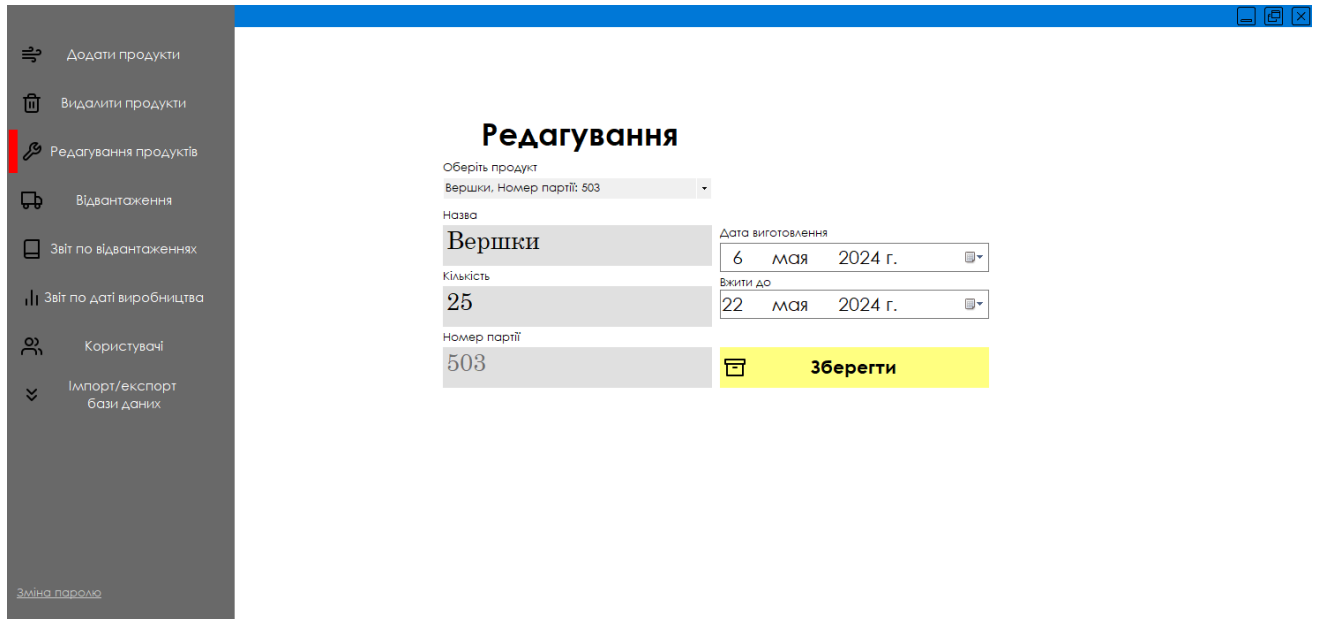 Додати продукти
Видалити продукти
Редагування продуктів
Відвантаження
Звіт по відвантаженнях
Звіт по даті виробництва
Користувачі
Імпорт/експорт
бази даних
Зміна паролю
Редагування
Оберіть продукт
Вершки, Номер партії: 503
Назва
Вершки
Кількість
25
Номер партії
503
Дата виготовлення
6 мая 2024 г.
Вжити до
22 мая 2024 г.
Зберегти